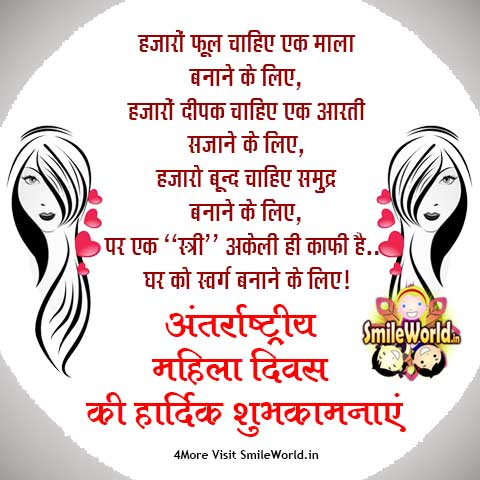 हजारों फूल चाहिए एक माला
बनाने के लिए,
हजारों दीपक चाहिए एक आरती
सजाने के लिए,
हजारो बून्द चाहिए समुद्र
बनाने के लिए,
पर एक “स्त्री” अकेली ही काफी है..
घर को स्वर्ग बनाने के लिए!
अंतर्राष्ट्रीय
महिला दिवस
की हार्दिक शुभकामनाएं
SmileWorld.in
4More Visit SmileWorld.in